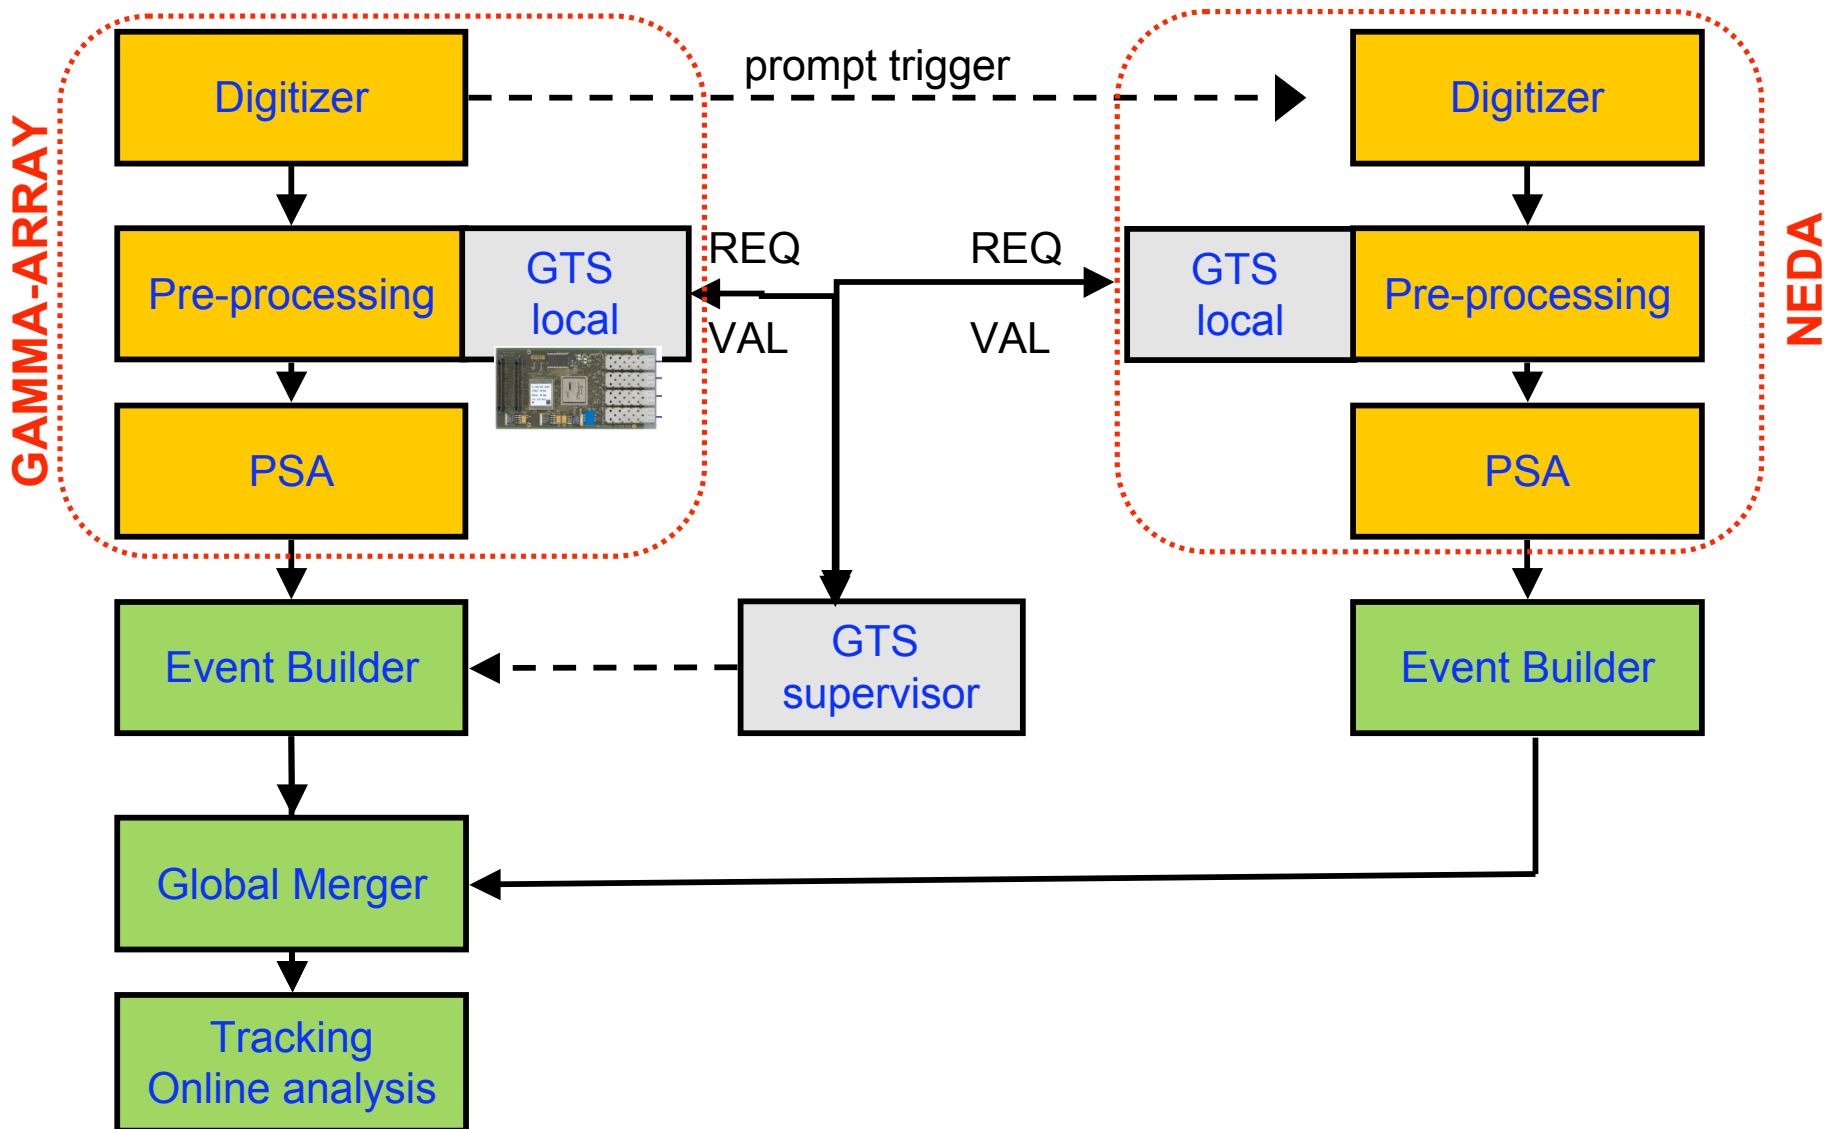 prompt trigger
Digitizer
Digitizer
GAMMA-ARRAY
NEDA
Pre-processing
GTS
local
REQ
VAL
REQ
VAL
GTS
local
Pre-processing
PSA
PSA
Event Builder
GTS
supervisor
Event Builder
Global Merger
Tracking
Online analysis